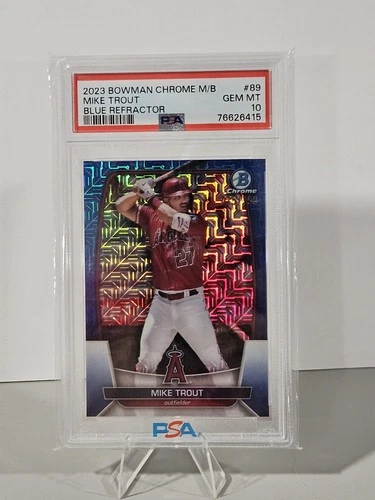 2023 BOWMAN CHROME M/B #89
MIKE TROUT GEM MT
BLUE REFRACTOR PSA 10
76626415
B
Chrome
27
A
MIKE TROUT
outfielder
PSA